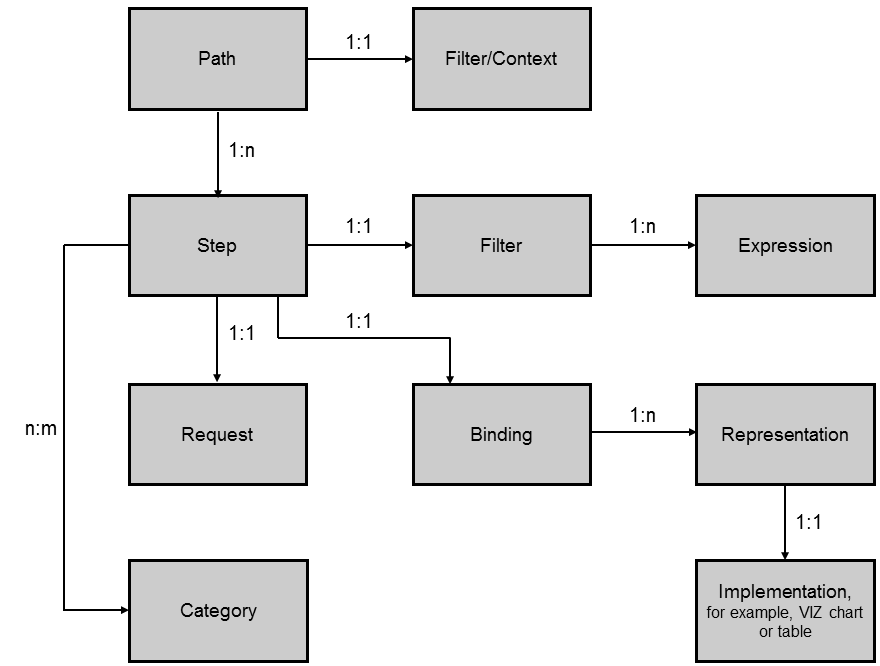 Path
1:1
Filter/Context
1:n
Step
1:1
Filter
1:n
Expression
1:1
1:1
n:m
Request
Binding
1:n
Representation
1:1
Category
Implementation,
for example, VIZ chart
or table